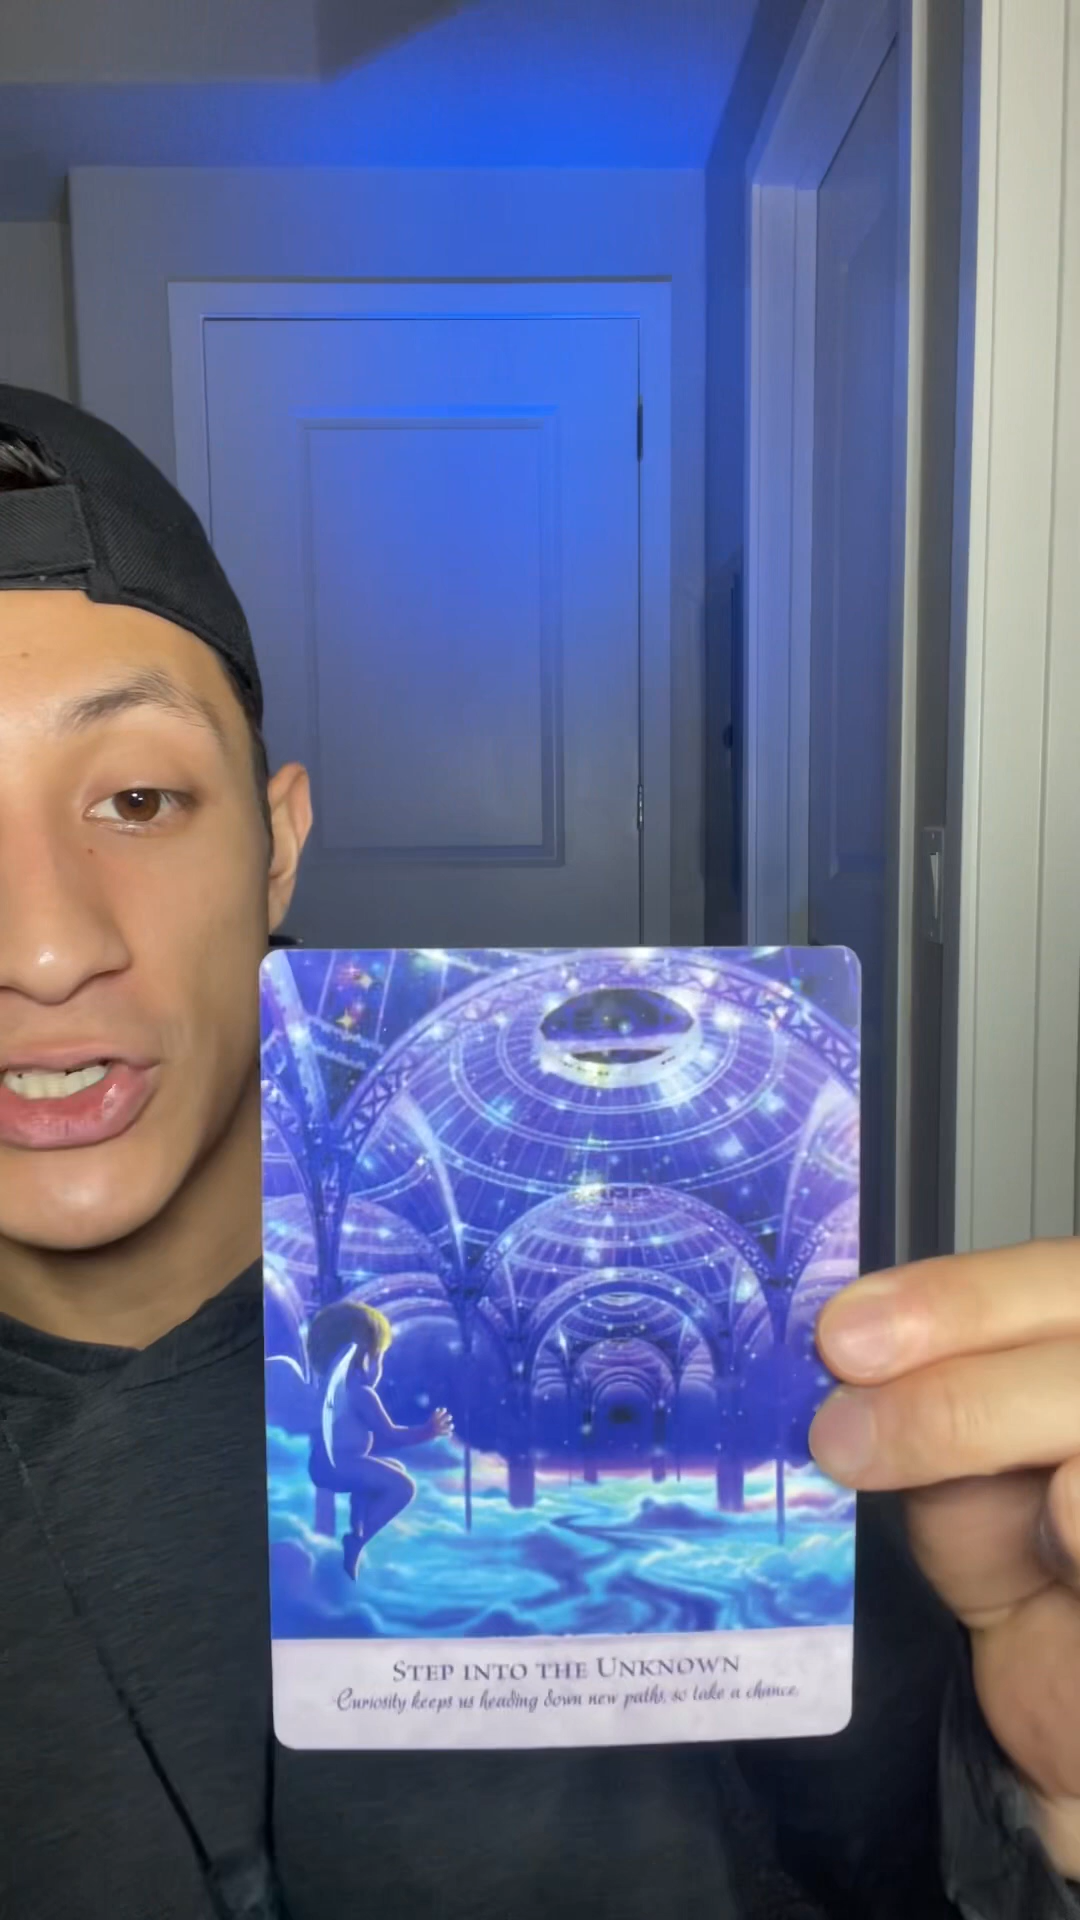 Step into the Unknown
Curiosity keeps us heading down new paths, so take a chance.